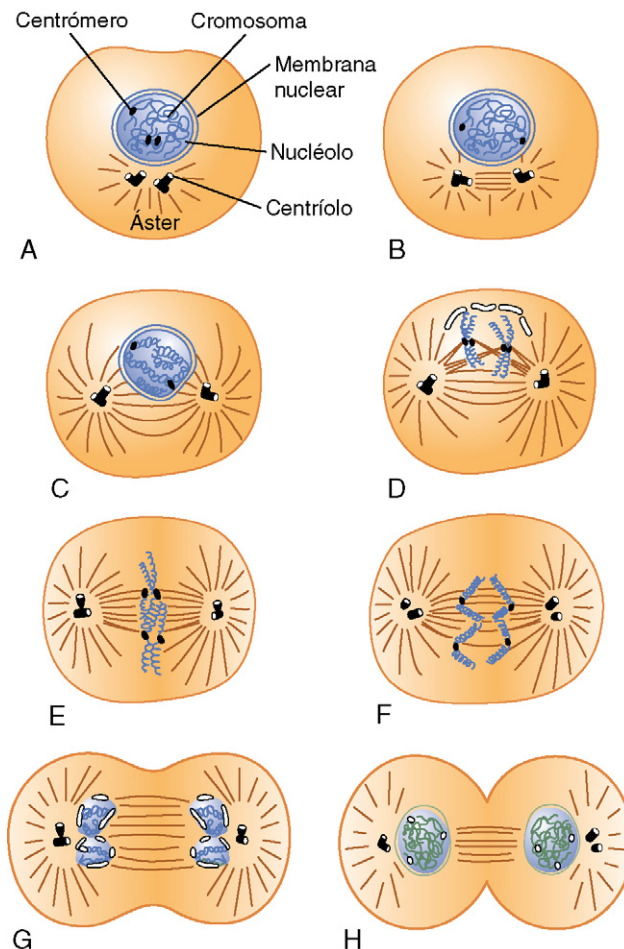 Centrómero
Cromosoma
Membrana
nuclear
Nucléolo
Centríolo
Áster
A
B
C
D
E
F
G
H